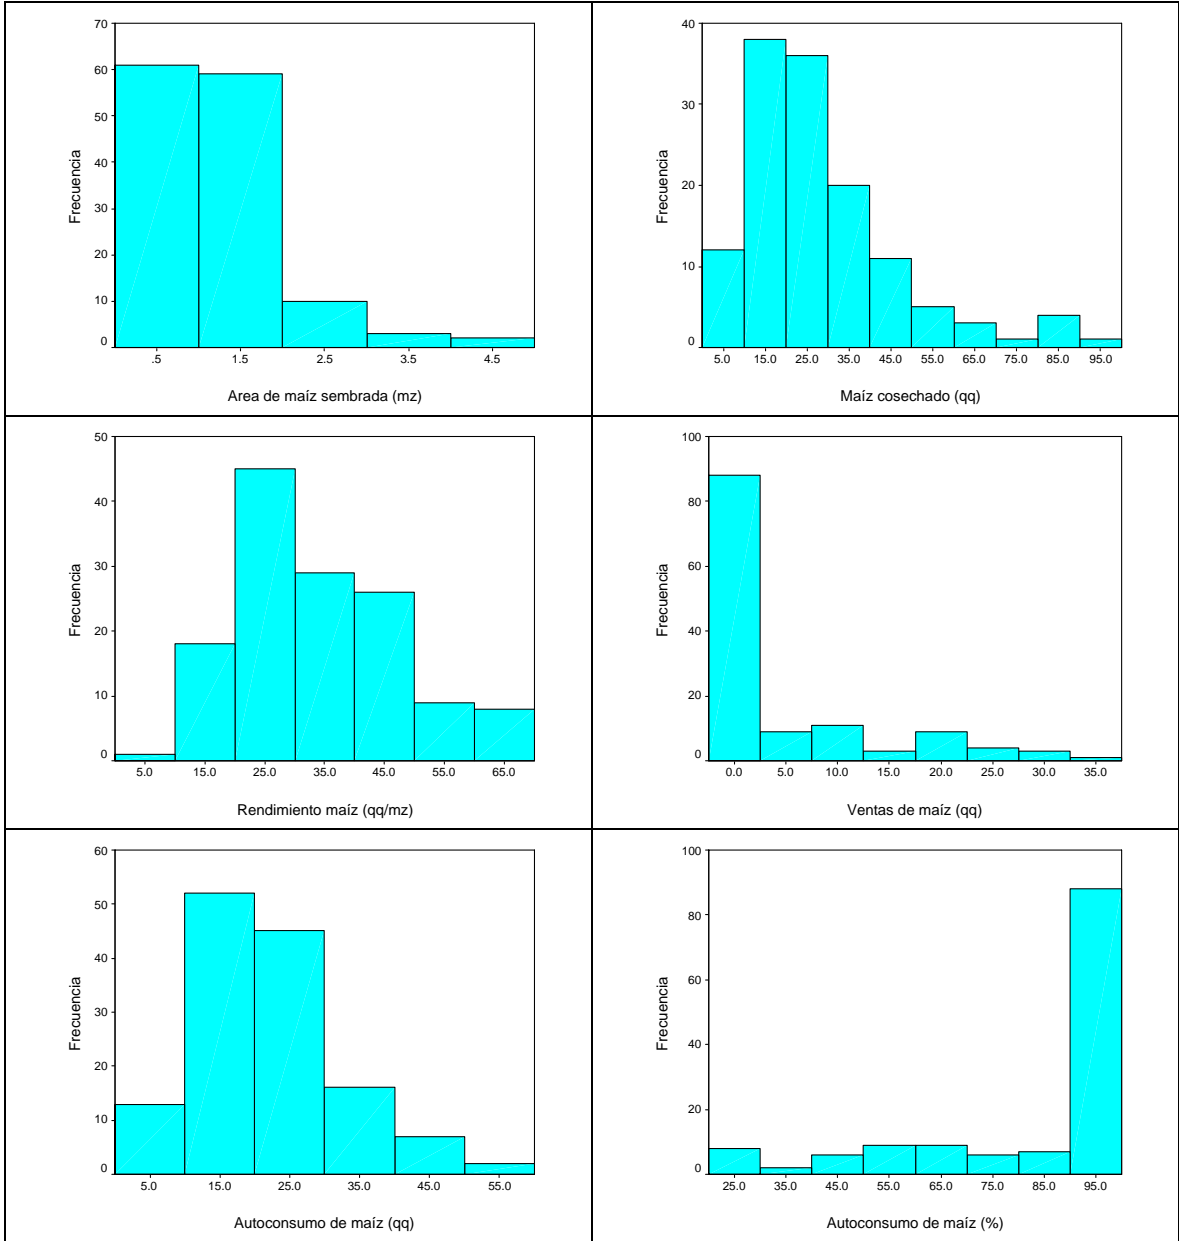 70
60
50
40
30
20
10
0
Frecuencia
.5 1.5 2.5 3.5 4.5
Area de maíz sembrada (mz)
40
30
20
10
0
Frecuencia
5.0 15.0 25.0 35.0 45.0 55.0 65.0 75.0 85.0 95.0
Maíz cosechado (qq)
50
40
30
20
10
0
Frecuencia
5.0 15.0 25.0 35.0 45.0 55.0 65.0
Rendimiento maíz (qq/mz)
100
80
60
40
20
0
Frecuencia
0.0 5.0 10.0 15.0 20.0 25.0 30.0 35.0
Ventas de maíz (qq)
60
50
40
30
20
10
0
Frecuencia
5.0 15.0 25.0 35.0 45.0 55.0
Autoconsumo de maíz (qq)
100
80
60
40
20
0
Frecuencia
25.0 35.0 45.0 55.0 65.0 75.0 85.0 95.0
Autoconsumo de maíz (%)